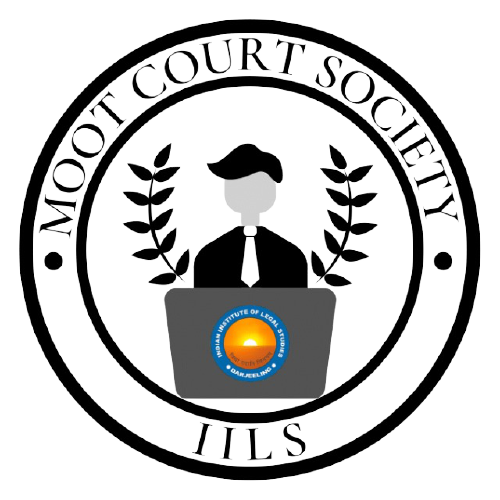 MOOT COURT SOCIETY
INDIAN INSTITUTE OF LEGAL STUDIES
DARJEELING
IILS